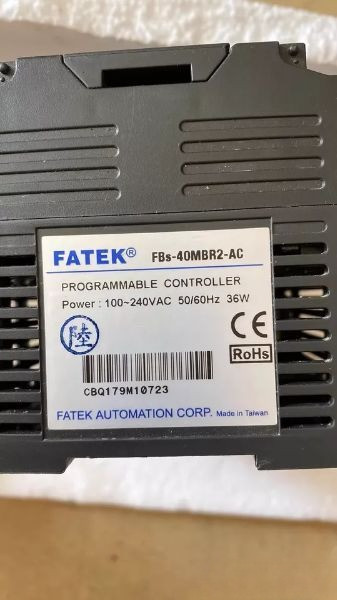 FATEK® FBs-40MBR2-AC
PROGRAMMABLE CONTROLLER
Power : 100~240VAC 50/60Hz 36W
陸
CE
RoHs
CBQ179M10723
FATEK AUTOMATION CORP. Made in Taiwan